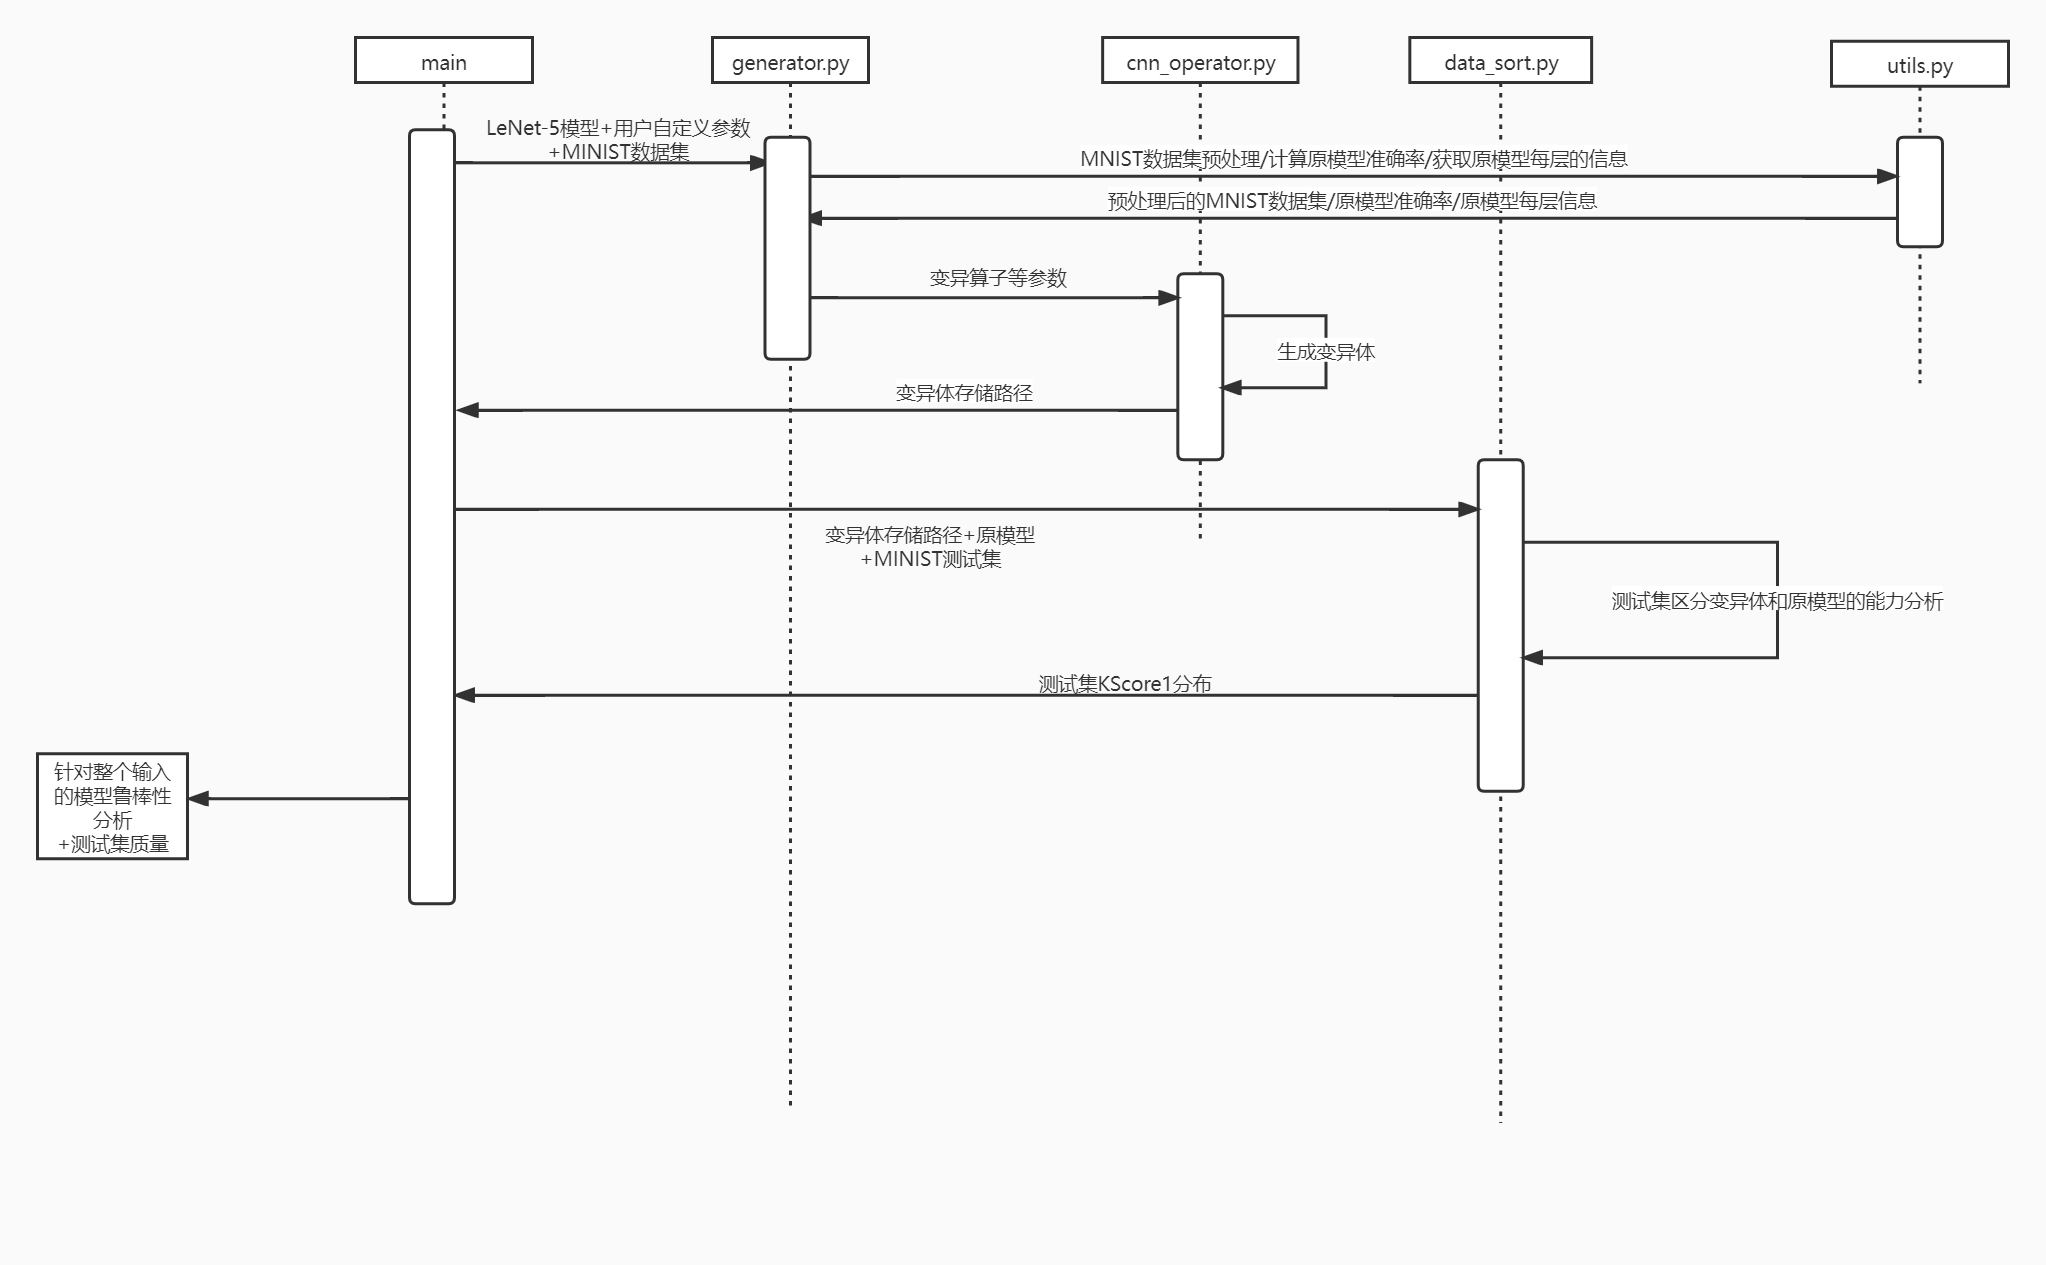 main
generator.py
cnn_operator.py
data_sort.py
utils.py
LeNet-5模型+用户自定义参数
+MINIST数据集
MNIST数据集预处理/计算原模型准确率/获取原模型每层的信息
预处理后的MNIST数据集/原模型准确率/原模型每层信息
变异算子等参数
生成变异体
变异体存储路径
变异体存储路径+原模型
+MINIST测试集
测试集区分变异体和原模型的能力分析
测试集KScore1分布
针对整个输入
的模型鲁棒性
分析
+测试集质量